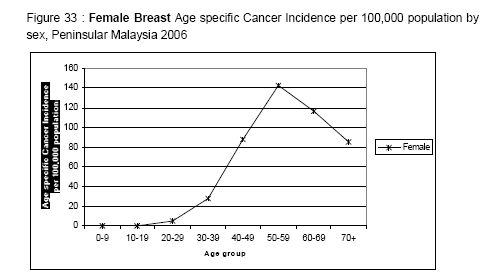 Figure 33 : Female Breast Age specific Cancer Incidence per 100,000 population by
sex, Peninsular Malaysia 2006
Age specific Cancer Incidence
per 100,000 population
160
140
120
100
80
60
40
20
0
0-9 10-19 20-29 30-39 40-49 50-59 60-69 70+
Age group
Female